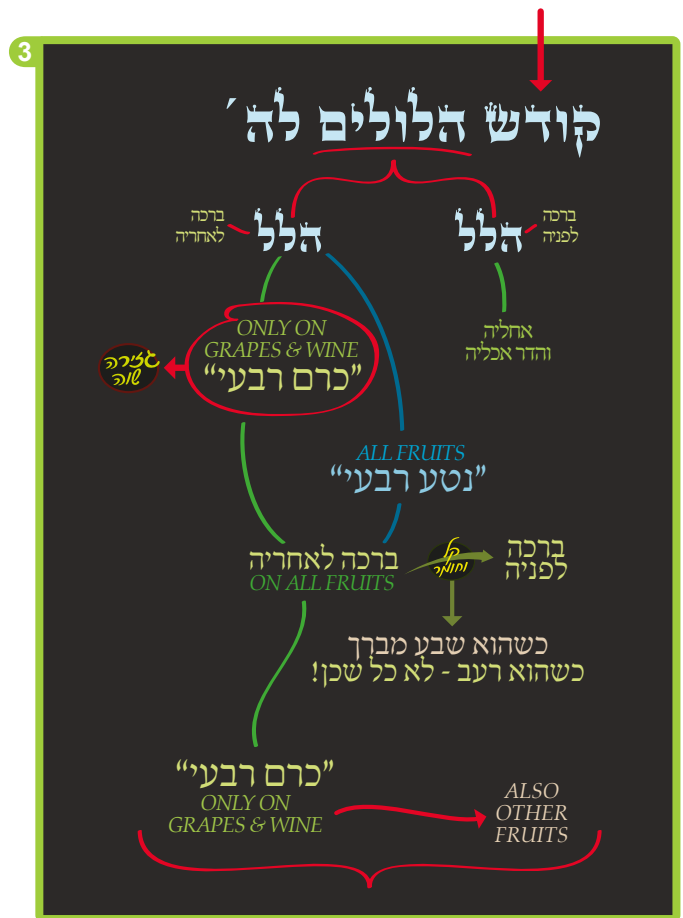 3
קודש הלולים לה׳
ברכה
לפניה
הלל
הלל
ברכה
לאחריה
אחליה
והדר אכליה
ONLY ON
GRAPES & WINE
”כרם רבעי“
גזירה
שוה
ALL FRUITS
”נטע רבעי“
ברכה לאחריה
ON ALL FRUITS
קל
וחומר
ברכה
לפניה
כשהוא שבע מברך
כשהוא רעב - לא כל שכן!
”כרם רבעי“
ONLY ON
GRAPES & WINE
ALSO
OTHER
FRUITS